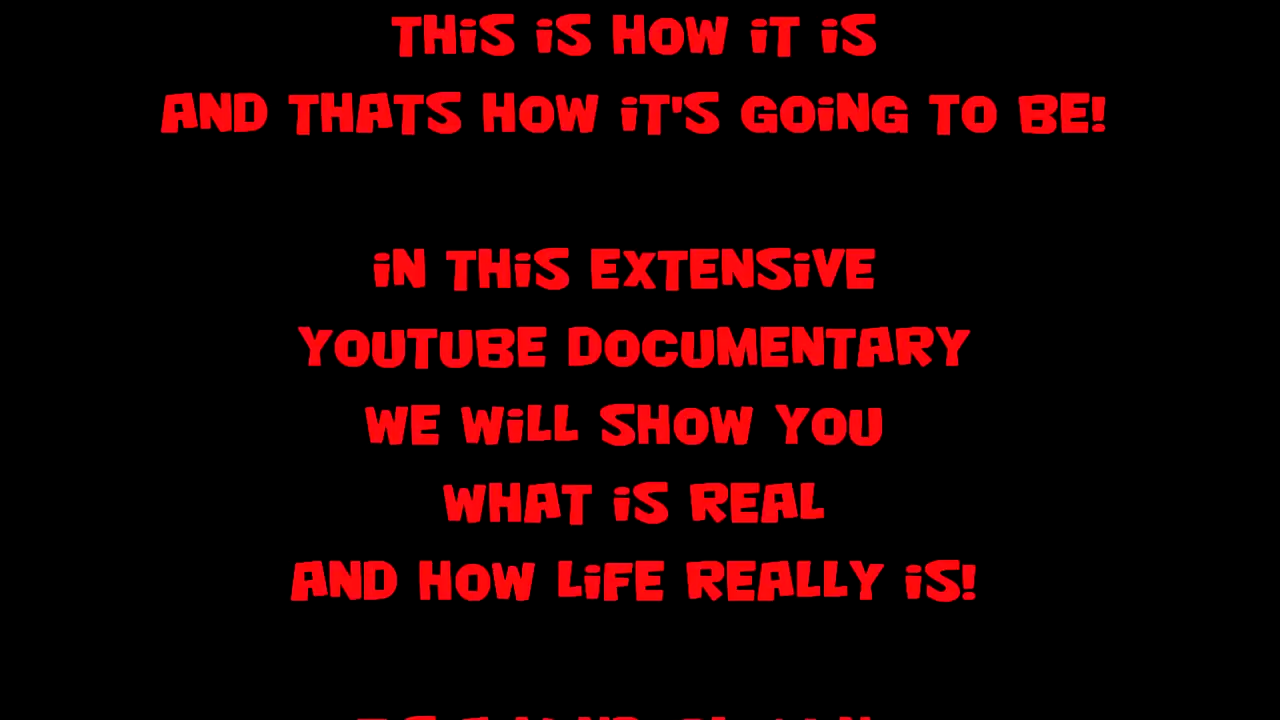 THiS iS HOW iT iS
AND THATS HOW iT'S GOiNG TO BE!
iN THiS EXTENSiVE
YOUTUBE DOCUMENTARY
WE WiLL SHOW YOU
WHAT iS REAL
AND HOW LiFE REALLY iS!